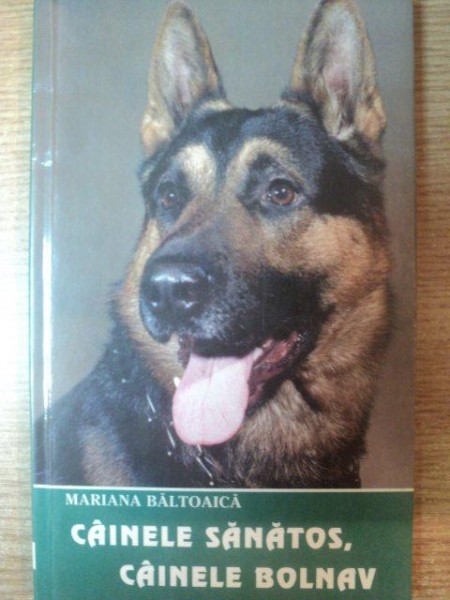 MARIANA BĂLTOAICĂ
CÂINELE SĂNĂTOS,
CÂINELE BOLNAV